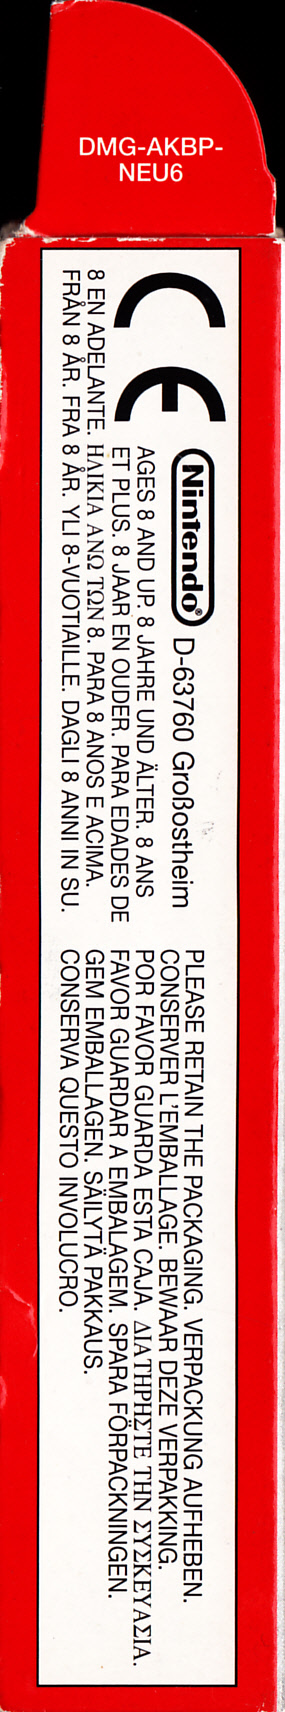 DMG-AKBP-
NEU6
CE
Nintendo® D-63760 Großostheim
AGES 8 AND UP. 8 JAHRE UND ÄLTER. 8 ANS
ET PLUS. 8 JAAR EN OUDER. PARA EDADES DE
8 EN ADELANTE. ΗΛΙΚΙΑ ΑΝΩ ΤΩΝ 8. PARA 8 ANOS E ACIMA.
FRÅN 8 ÅR. FRA 8 ÅR. YLI 8-VUOTIAILLE. DAGLI 8 ANNI IN SU.
PLEASE RETAIN THE PACKAGING. VERPACKUNG AUFHEBEN.
CONSERVER L'EMBALLAGE. BEWAAR DEZE VERPAKKING.
POR FAVOR GUARDA ESTA CAJA. ΔΙΑΤΗΡΗΣΤΕ ΤΗΝ ΣΥΣΚΕΥΑΣΙΑ.
FAVOR GUARDAR A EMBALAGEM. SPARA FÖRPACKNINGEN.
GEM EMBALLAGEN. SÄILYTÄ PAKKAUS.
CONSERVA QUESTO INVOLUCRO.